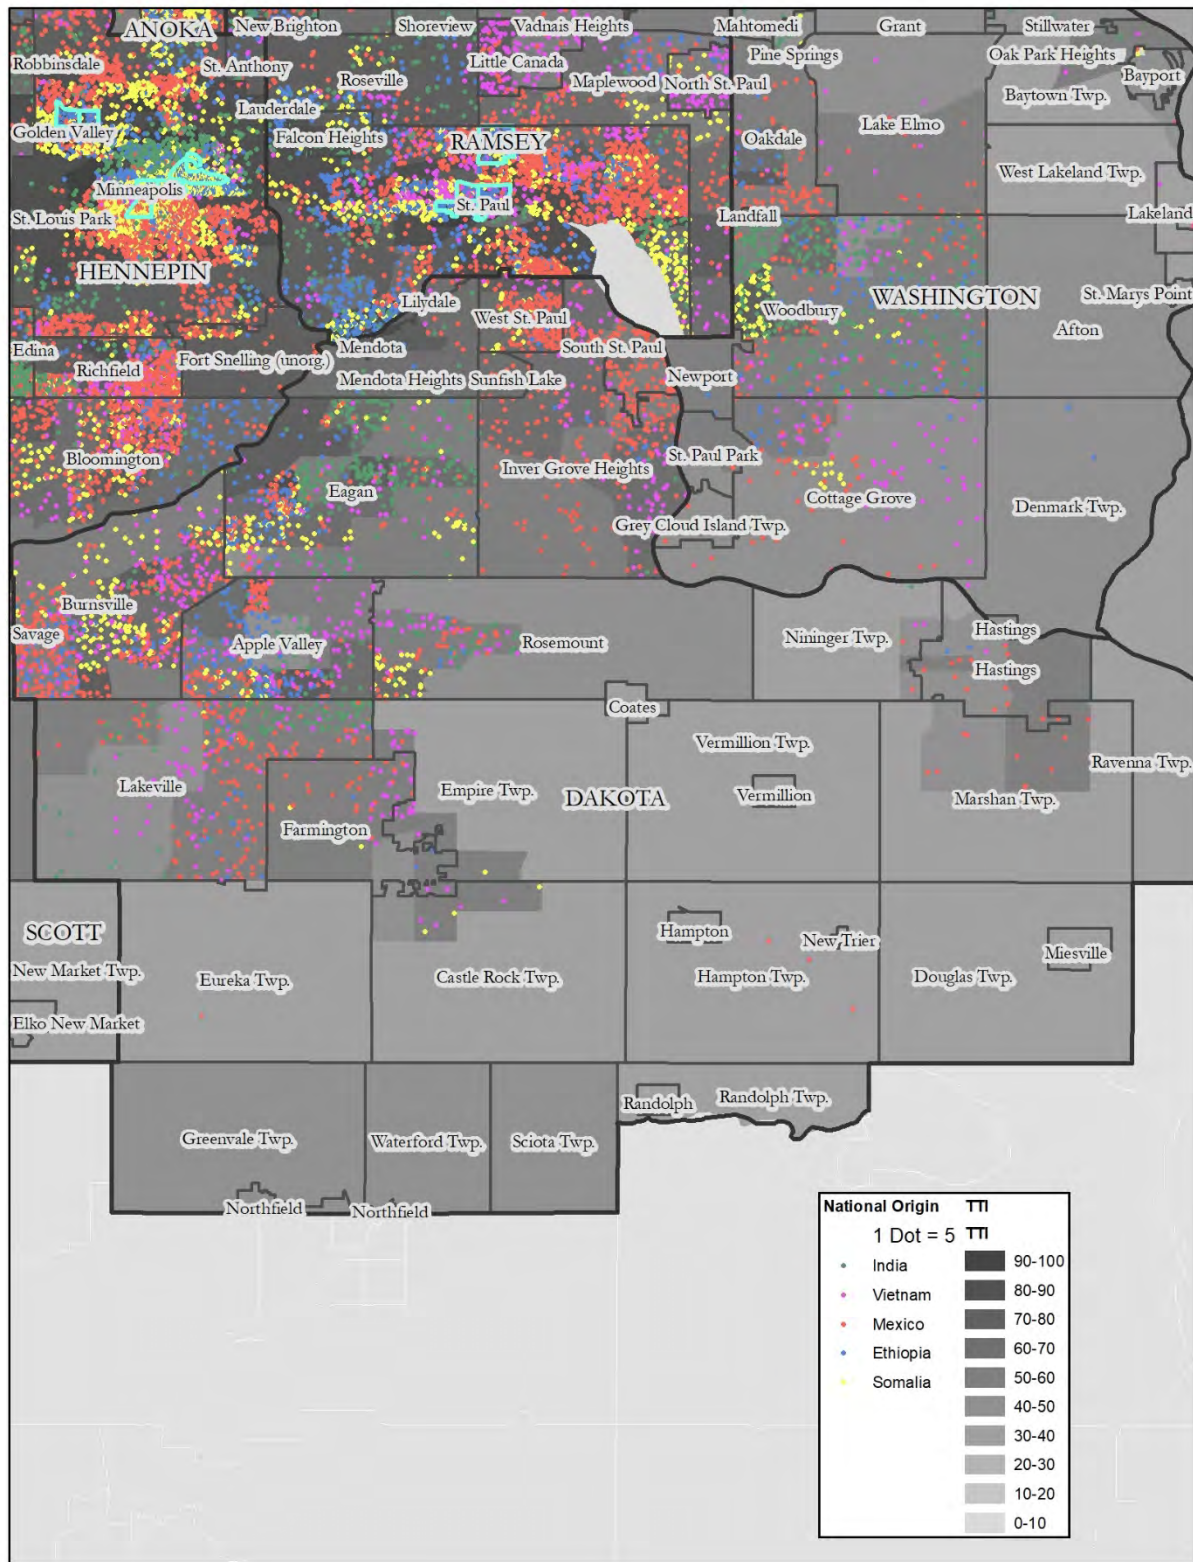 ANOKA
New Brighton
Shoreview
Vadnais Heights
Mahtomedi
Grant
Stillwater
Robbinsdale
St. Anthony
Roseville
Little Canada
Maplewood
North St. Paul
Pine Springs
Oak Park Heights
Bayport
Baytown Twp.
Golden Valley
Lauderdale
Falcon Heights
RAMSEY
Oakdale
Lake Elmo
West Lakeland Twp.
Minneapolis
St. Louis Park
St. Paul
Landfall
Lakeland
HENNEPIN
Lilydale
West St. Paul
Woodbury
WASHINGTON
St. Marys Point
Afton
Edina
Richfield
Fort Snelling (unorg.)
Mendota
Mendota Heights
Sunfish Lake
South St. Paul
Newport
Bloomington
Eagan
Inver Grove Heights
St. Paul Park
Cottage Grove
Grey Cloud Island Twp.
Denmark Twp.
Burnsville
Savage
Apple Valley
Rosemount
Nininger Twp.
Hastings
Hastings
Coates
Lakeville
Vermillion Twp.
Ravenna Twp.
Empire Twp.
DAKOTA
Vermillion
Marshan Twp.
Farmington
SCOTT
New Market Twp.
Eureka Twp.
Castle Rock Twp.
Hampton
New Trier
Hampton Twp.
Douglas Twp.
Miesville
Elko New Market
Greenvale Twp.
Waterford Twp.
Sciota Twp.
Randolph
Randolph Twp.
Northfield
Northfield
National Origin
1 Dot = 5
India
Vietnam
Mexico
Ethiopia
Somalia
TTI
TTI
90-100
80-90
70-80
60-70
50-60
40-50
30-40
20-30
10-20
0-10